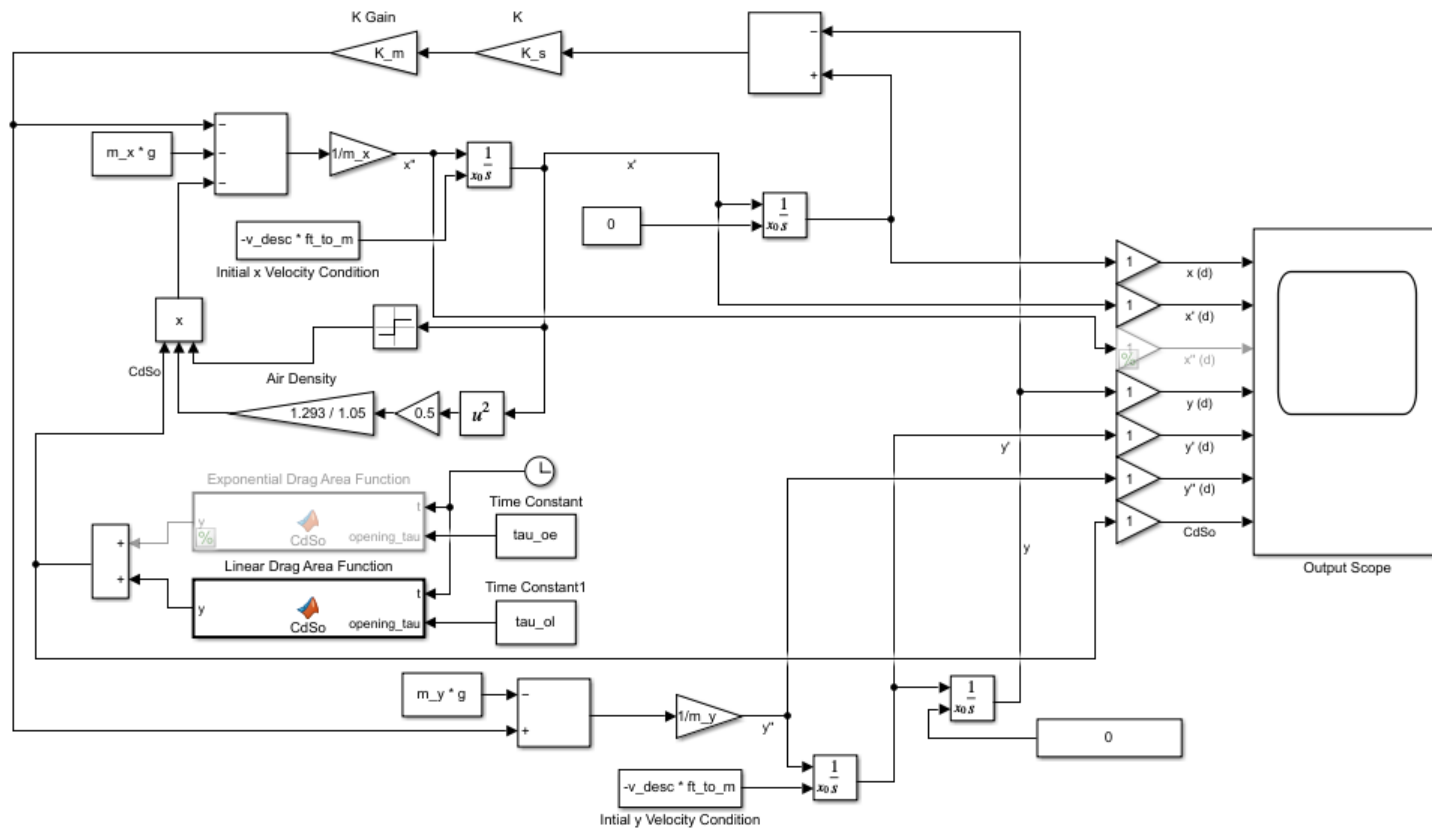 K Gain
K
K_m
K_s
−
+
−
−
−
m_x * g
1/m_x
x''
1
x₀ s
x'
-v_desc * ft_to_m
Initial x Velocity Condition
0
1
x₀ s
x
CdSo
Air Density
1.293 / 1.05
0.5
u²
1
x (d)
1
x' (d)
1
x'' (d)
1
y (d)
1
y' (d)
1
y'' (d)
1
CdSo
Output Scope
y'
y
Exponential Drag Area Function
y
CdSo
t
opening_tau
Time Constant
tau_oe
+
+
Linear Drag Area Function
y
CdSo
t
opening_tau
Time Constant1
tau_ol
m_y * g
−
+
1/m_y
y''
1
x₀ s
0
1
x₀ s
-v_desc * ft_to_m
Intial y Velocity Condition